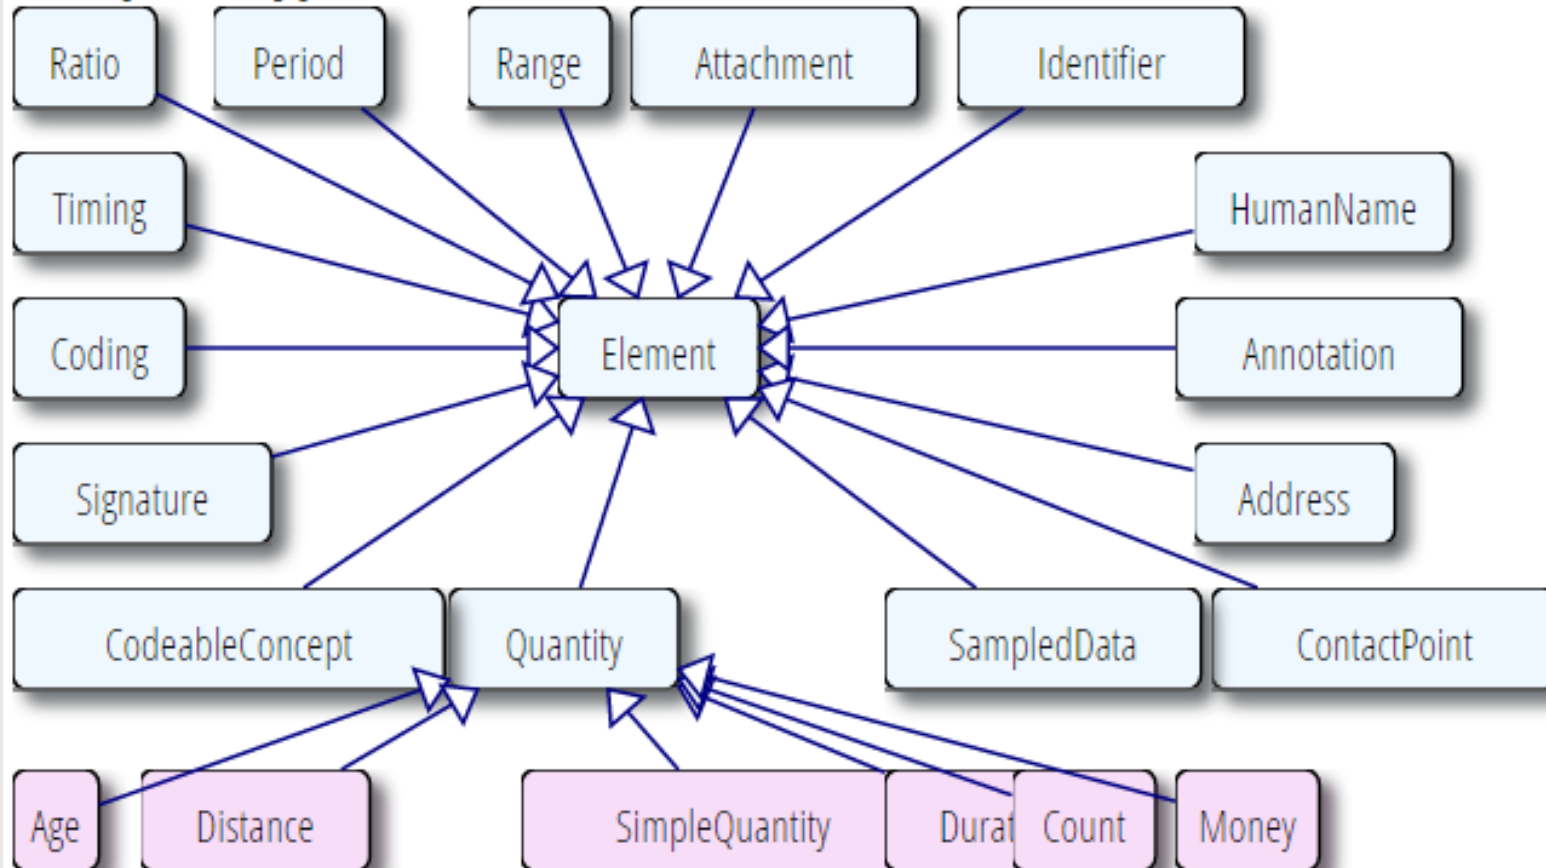 Ratio
Period
Range
Attachment
Identifier
Timing
HumanName
Coding
Element
Annotation
Signature
Address
CodeableConcept
Quantity
SampledData
ContactPoint
Age
Distance
SimpleQuantity
Durat
Count
Money